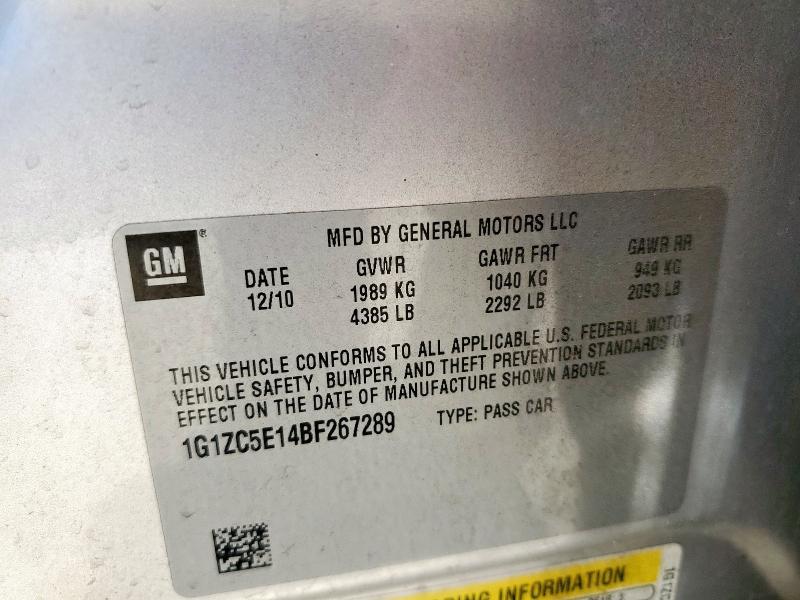 GM®
MFD BY GENERAL MOTORS LLC
DATE GVWR GAWR FRT GAWR RR
12/10 1989 KG 1040 KG 949 KG
4385 LB 2292 LB 2093 LB
THIS VEHICLE CONFORMS TO ALL APPLICABLE U.S. FEDERAL MOTOR
VEHICLE SAFETY, BUMPER, AND THEFT PREVENTION STANDARDS IN
EFFECT ON THE DATE OF MANUFACTURE SHOWN ABOVE.
1G1ZC5E14BF267289 TYPE: PASS CAR
INFORMATION